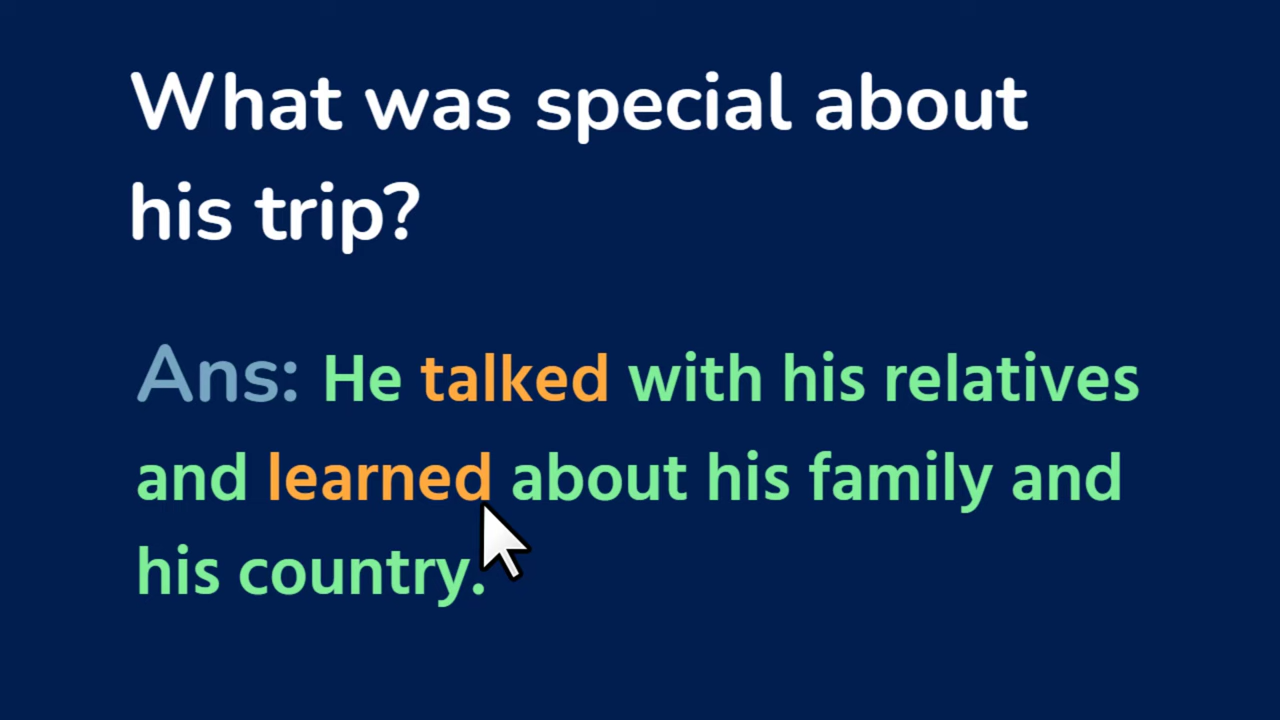 What was special about
his trip?
Ans: He talked with his relatives
and learned about his family and
his country.